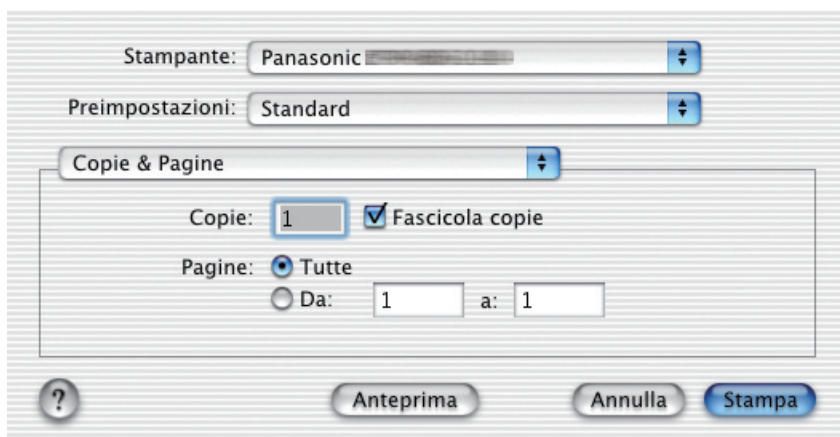 Stampante: Panasonic
Preimpostazioni: Standard
Copie & Pagine
Copie: 1 Fascicola copie
Pagine: Tutte
Da: 1 a: 1
? Anteprima Annulla Stampa